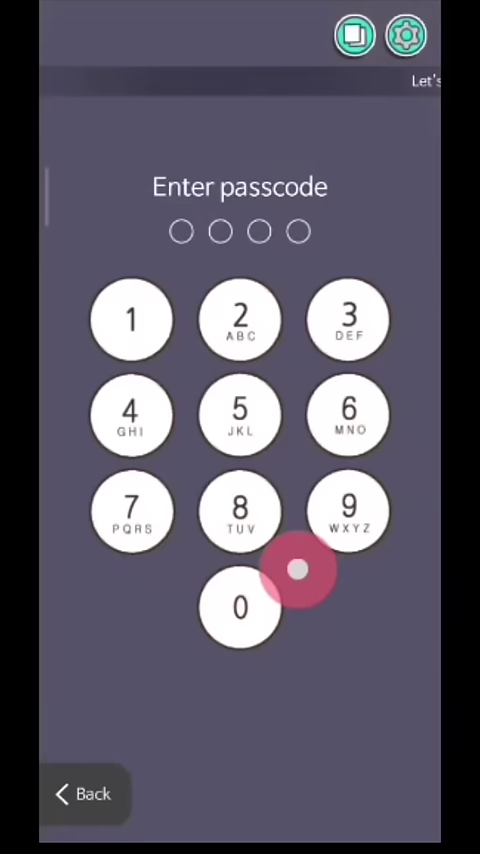 Let's
Enter passcode
1
2
ABC
3
DEF
4
GHI
5
JKL
6
MNO
7
PQRS
8
TUV
9
WXYZ
0
Back